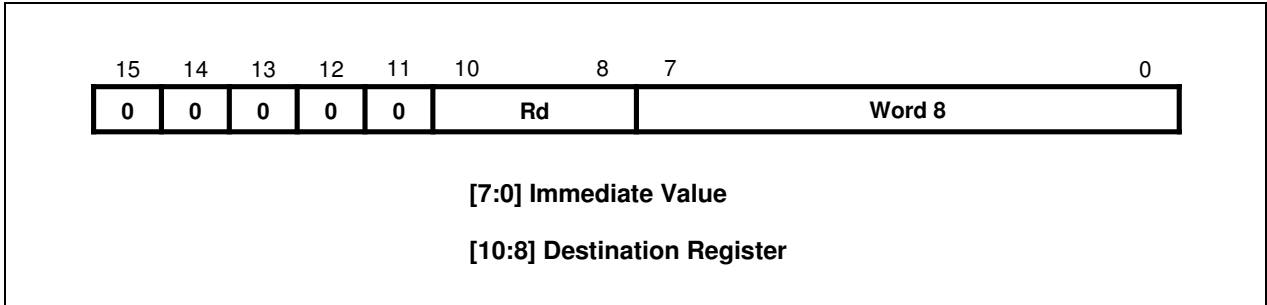 15 14 13 12 11 10 8 7 0
0 0 0 0 0 Rd Word 8
[7:0] Immediate Value
[10:8] Destination Register